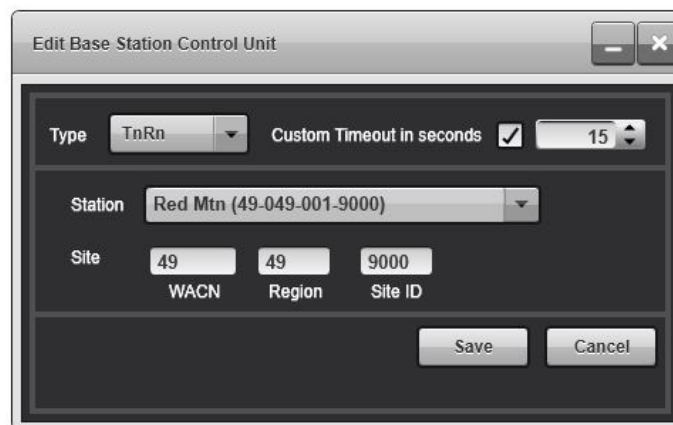 Edit Base Station Control Unit
Type TnRn Custom Timeout in seconds 15
Station Red Mtn (49-049-001-9000)
Site 49 49 9000
WACN Region Site ID
Save Cancel